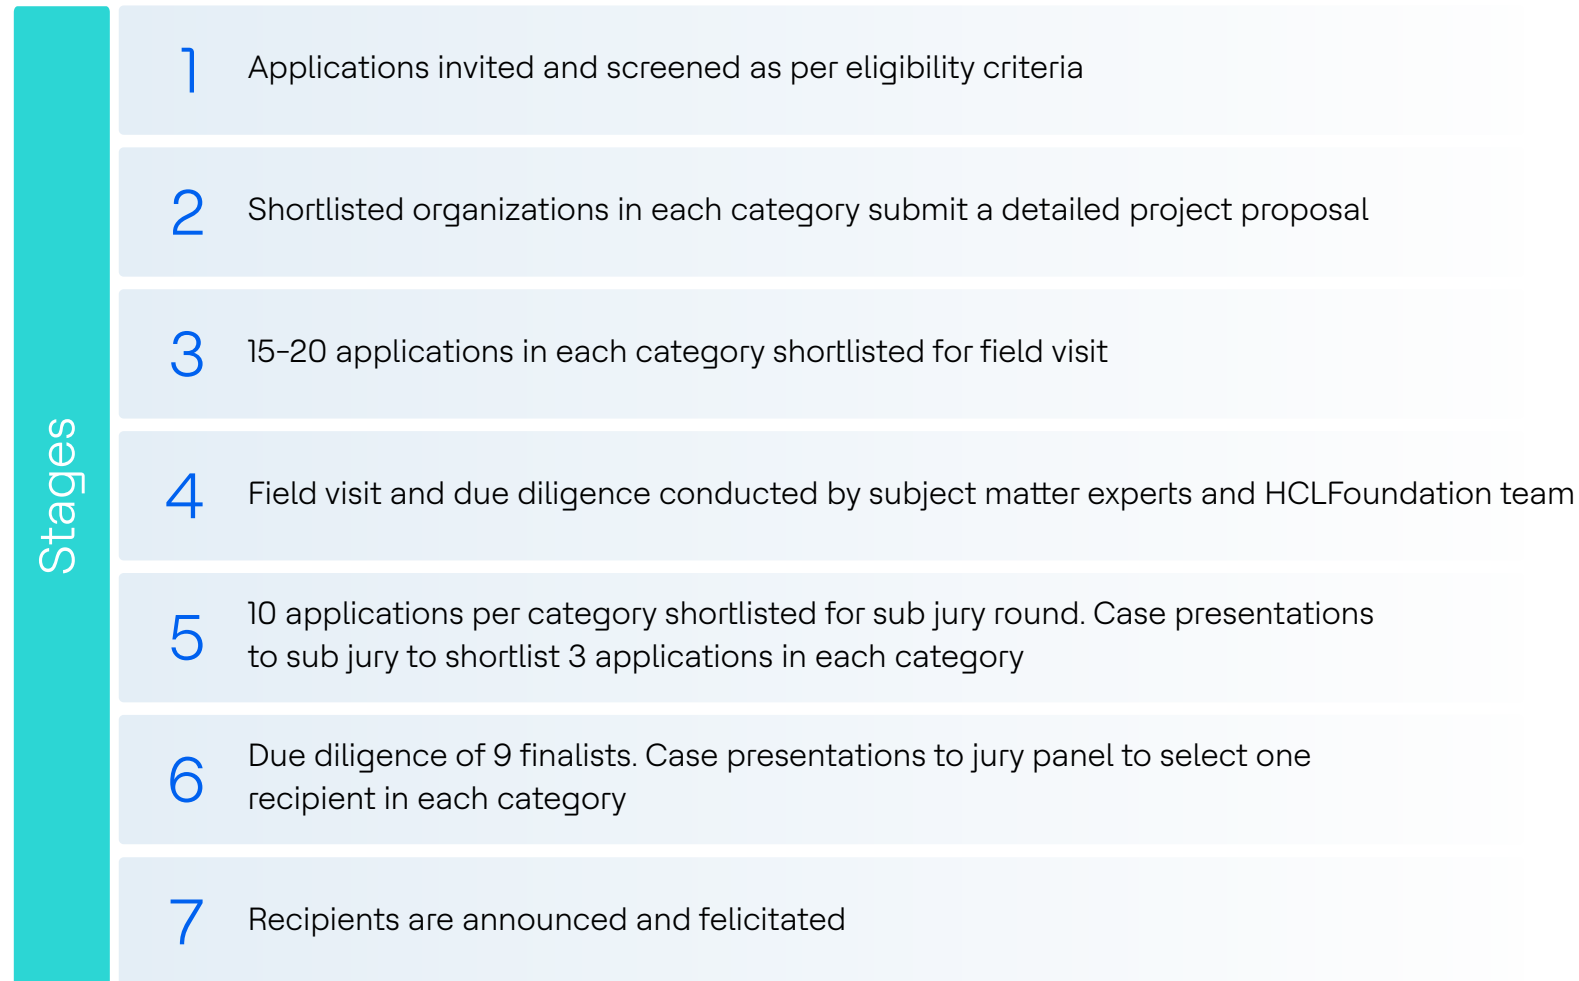 Stages
1
Applications invited and screened as per eligibility criteria
2
Shortlisted organizations in each category submit a detailed project proposal
3
15-20 applications in each category shortlisted for field visit
4
Field visit and due diligence conducted by subject matter experts and HCLFoundation team
5
10 applications per category shortlisted for sub jury round. Case presentations
to sub jury to shortlist 3 applications in each category
6
Due diligence of 9 finalists. Case presentations to jury panel to select one
recipient in each category
7
Recipients are announced and felicitated